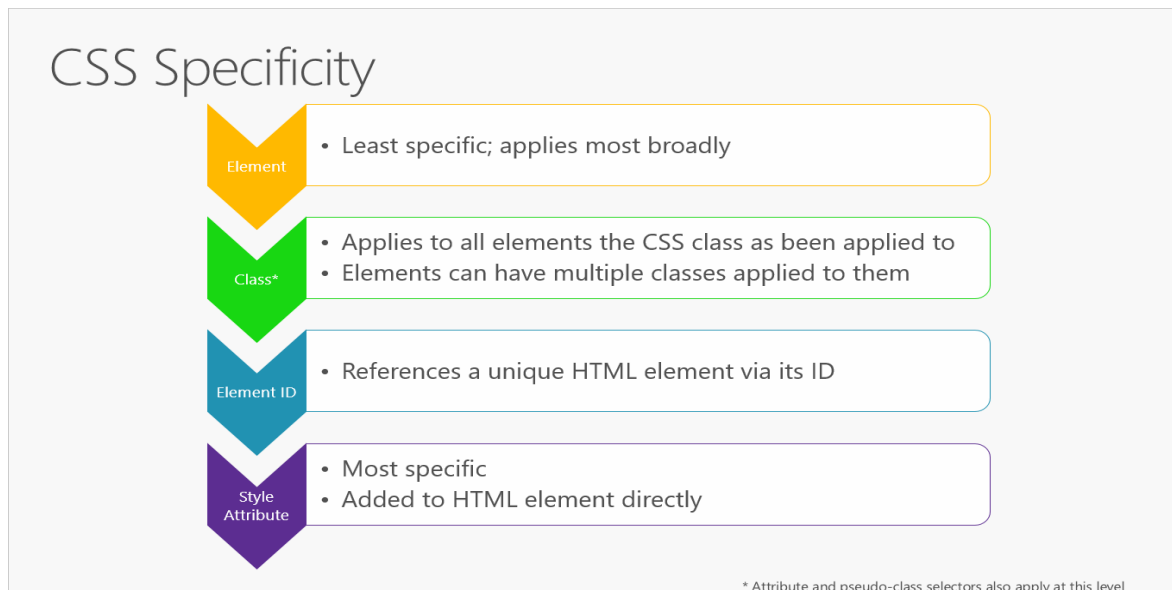 CSS Specificity
Element
• Least specific; applies most broadly
Class*
• Applies to all elements the CSS class as been applied to
• Elements can have multiple classes applied to them
Element ID
• References a unique HTML element via its ID
Style
Attribute
• Most specific
• Added to HTML element directly
* Attribute and pseudo-class selectors also apply at this level